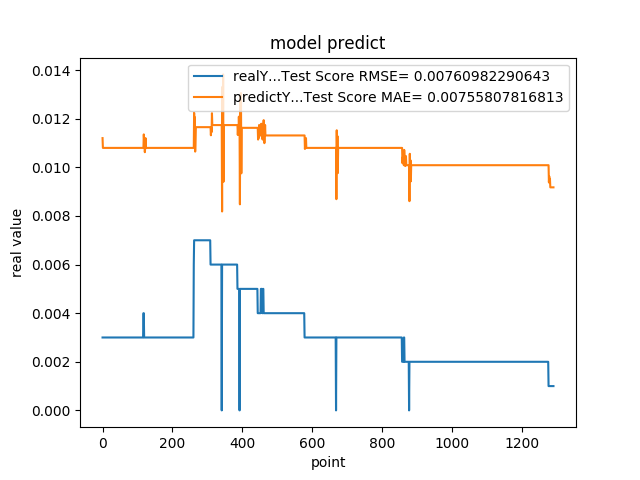 model predict
realY...Test Score RMSE= 0.00760982290643
predictY...Test Score MAE= 0.00755807816813
0.014
0.012
0.010
0.008
0.006
0.004
0.002
0.000
real value
0 200 400 600 800 1000 1200
point